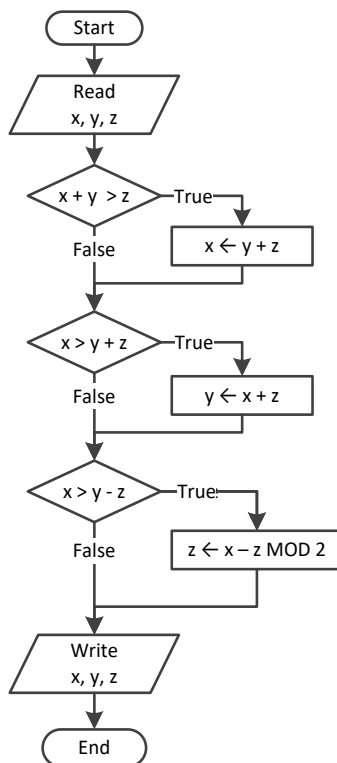 Start
Read
x, y, z
x + y > z
True
False
x ← y + z
x > y + z
True
False
y ← x + z
x > y - z
True
False
z ← x – z MOD 2
Write
x, y, z
End